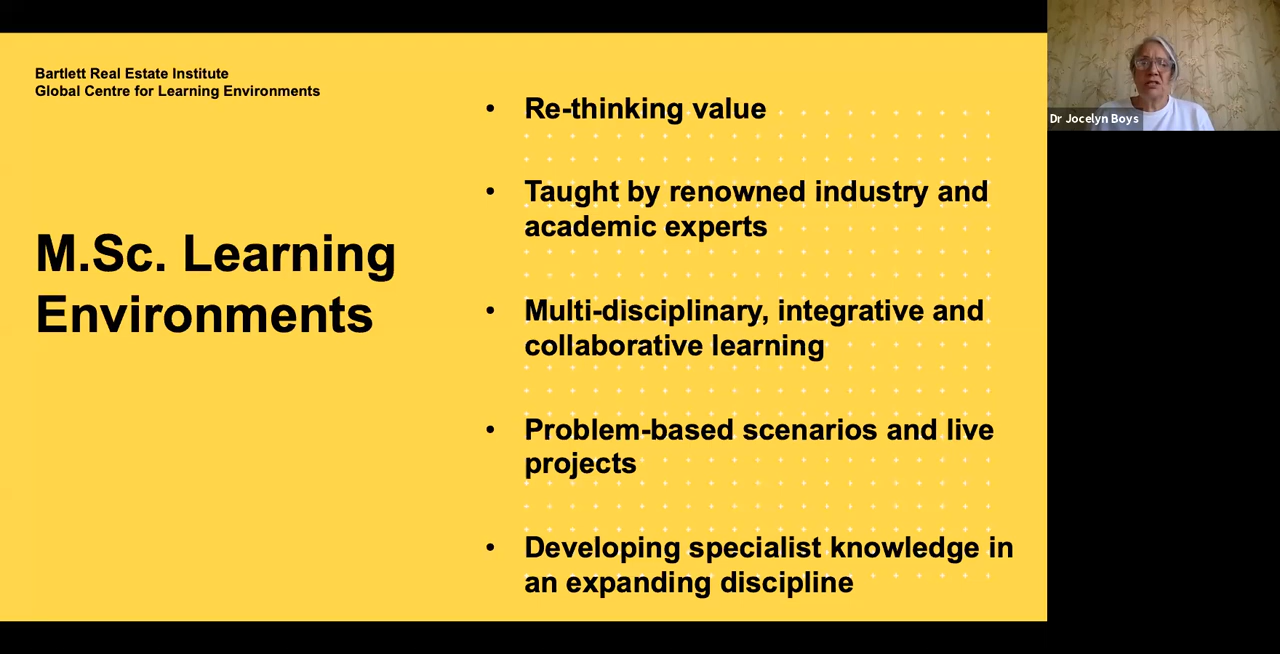 Bartlett Real Estate Institute
Global Centre for Learning Environments
M.Sc. Learning
Environments
• Re-thinking value
• Taught by renowned industry and
academic experts
• Multi-disciplinary, integrative and
collaborative learning
• Problem-based scenarios and live
projects
• Developing specialist knowledge in
an expanding discipline
Dr Jocelyn Boys